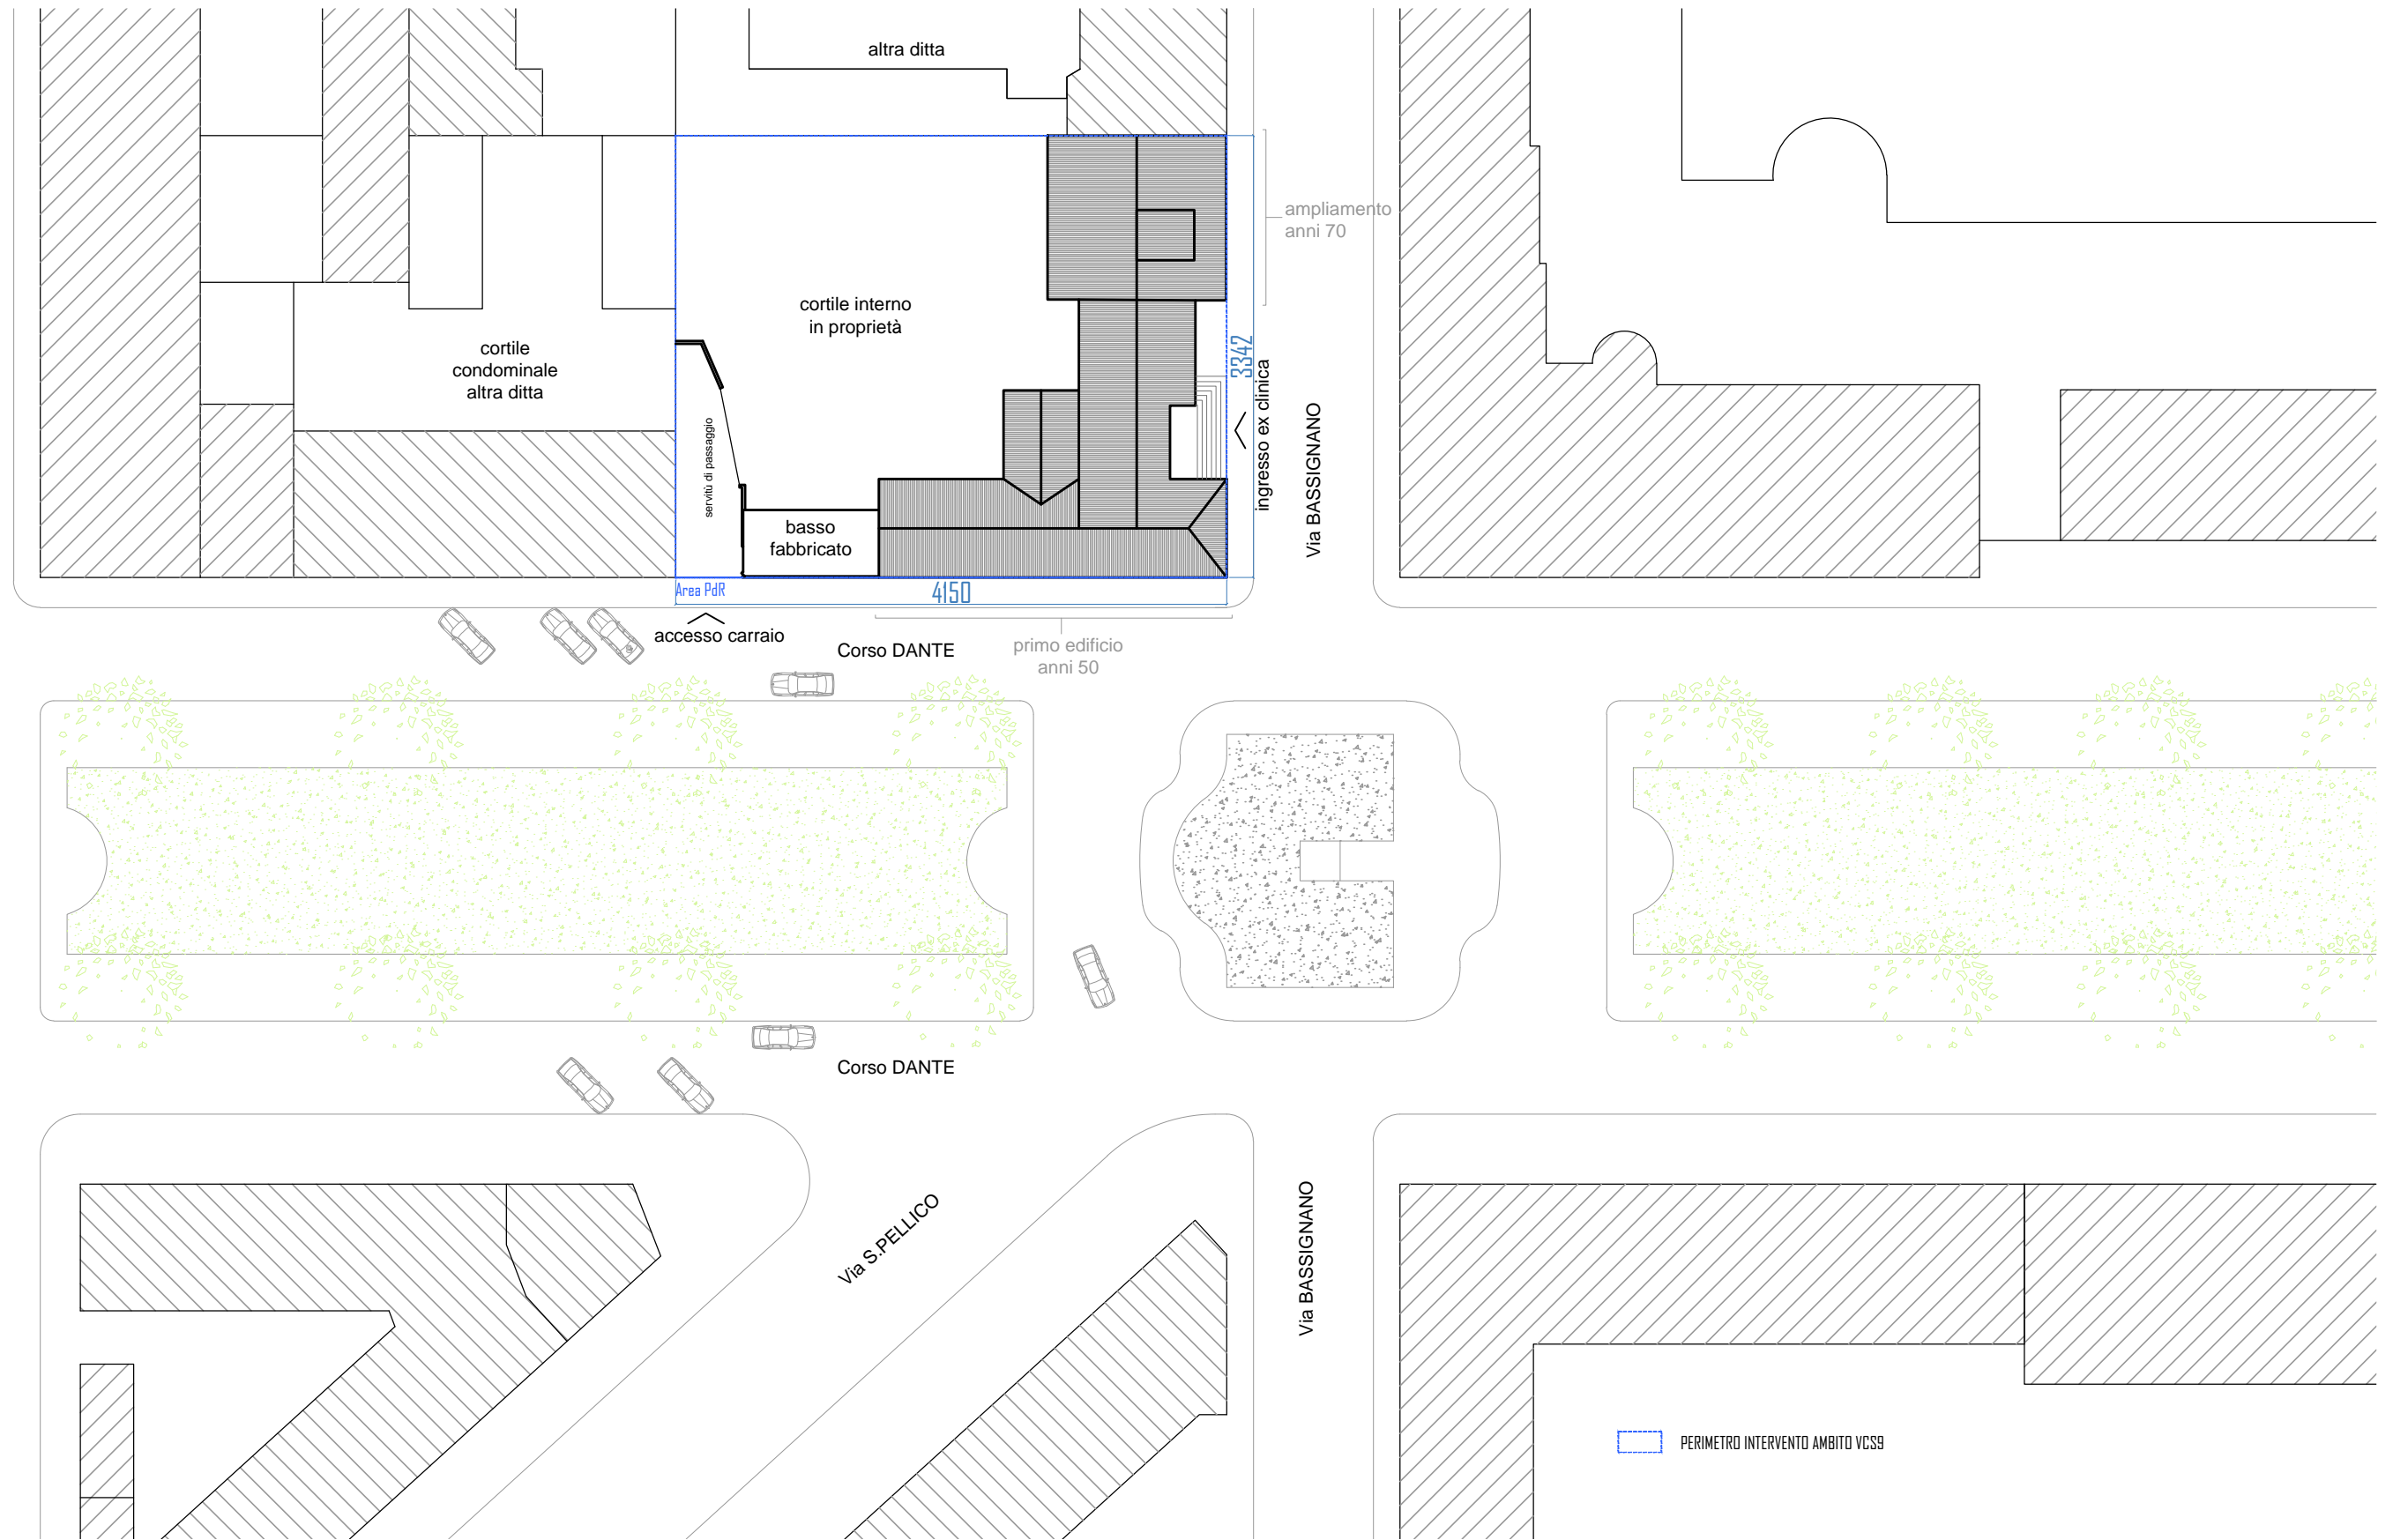 altra ditta
ampliamento
anni 70
cortile interno
in proprietà
cortile
condominale
altra ditta
3342
ingresso ex clinica
Via BASSIGNANO
servitù di passaggio
basso
fabbricato
Area PdR
4150
accesso carraio
Corso DANTE
primo edificio
anni 50
Corso DANTE
Via S.PELLICO
Via BASSIGNANO
PERIMETRO INTERVENTO AMBITO VCS9